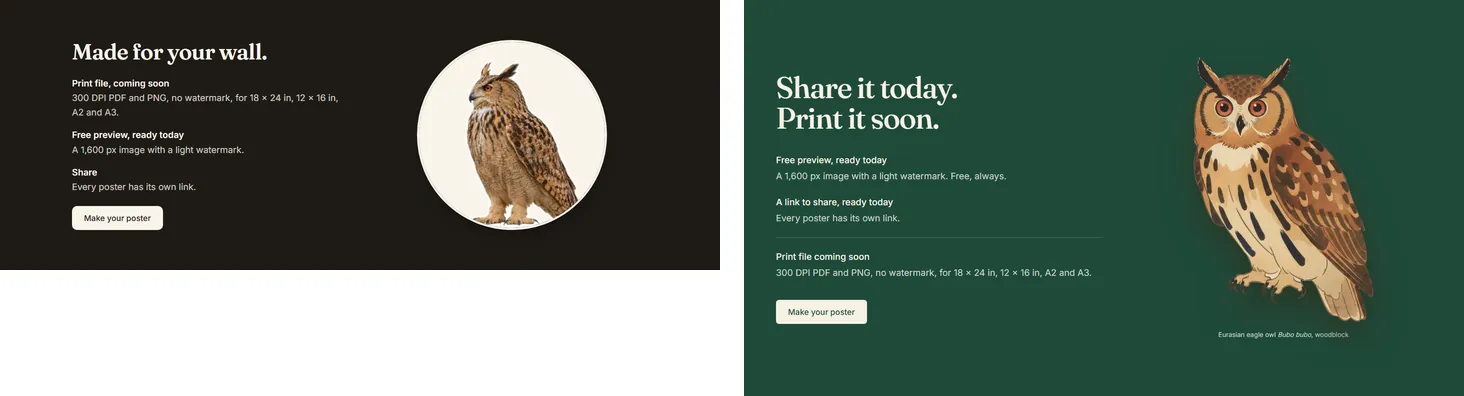 Made for your wall.
Print file, coming soon
300 DPI PDF and PNG, no watermark, for 18 × 24 in, 12 × 16 in,
A2 and A3.
Free preview, ready today
A 1,600 px image with a light watermark.
Share
Every poster has its own link.
Make your poster
Share it today.
Print it soon.
Free preview, ready today
A 1,600 px image with a light watermark. Free, always.
A link to share, ready today
Every poster has its own link.
Print file coming soon
300 DPI PDF and PNG, no watermark, for 18 × 24 in, 12 × 16 in, A2 and A3.
Make your poster
Eurasian eagle owl Bubo bubo, woodblock